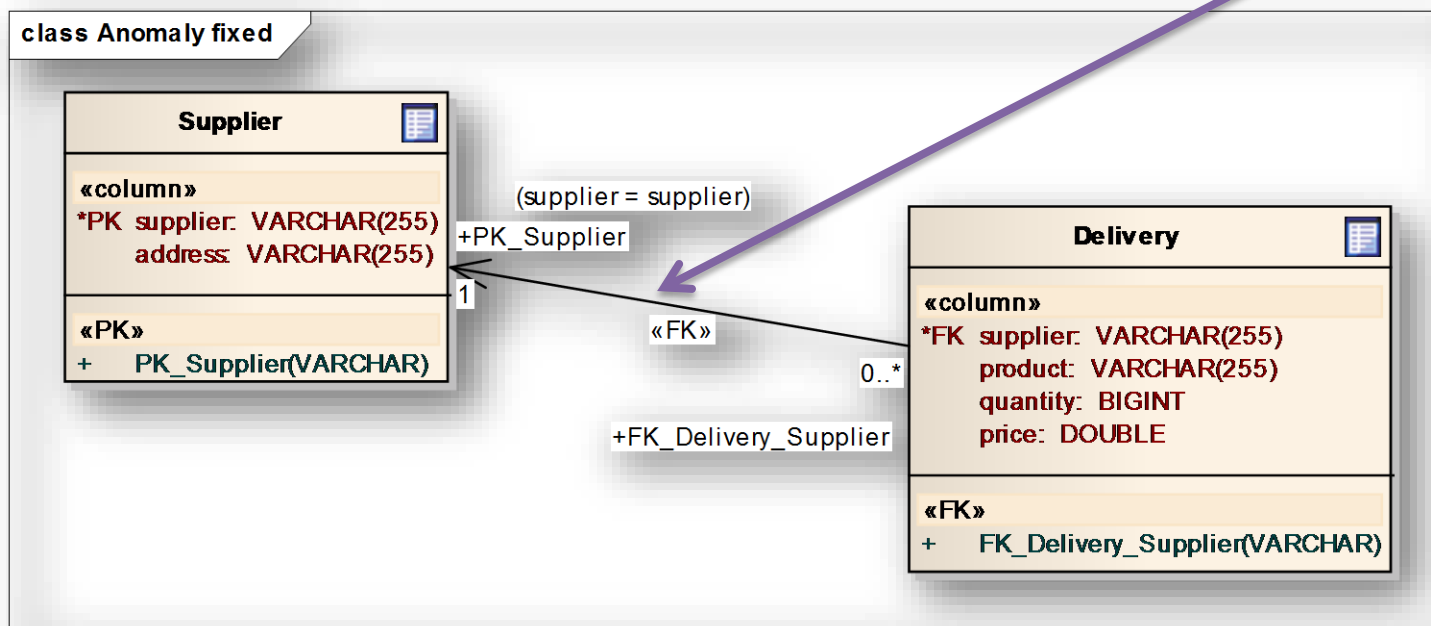 class Anomaly fixed
Supplier
«column»
*PK supplier: VARCHAR(255)
address: VARCHAR(255)
«PK»
+ PK_Supplier(VARCHAR)
(supplier = supplier)
+PK_Supplier
1
«FK»
0..*
+FK_Delivery_Supplier
Delivery
«column»
*FK supplier: VARCHAR(255)
product: VARCHAR(255)
quantity: BIGINT
price: DOUBLE
«FK»
+ FK_Delivery_Supplier(VARCHAR)